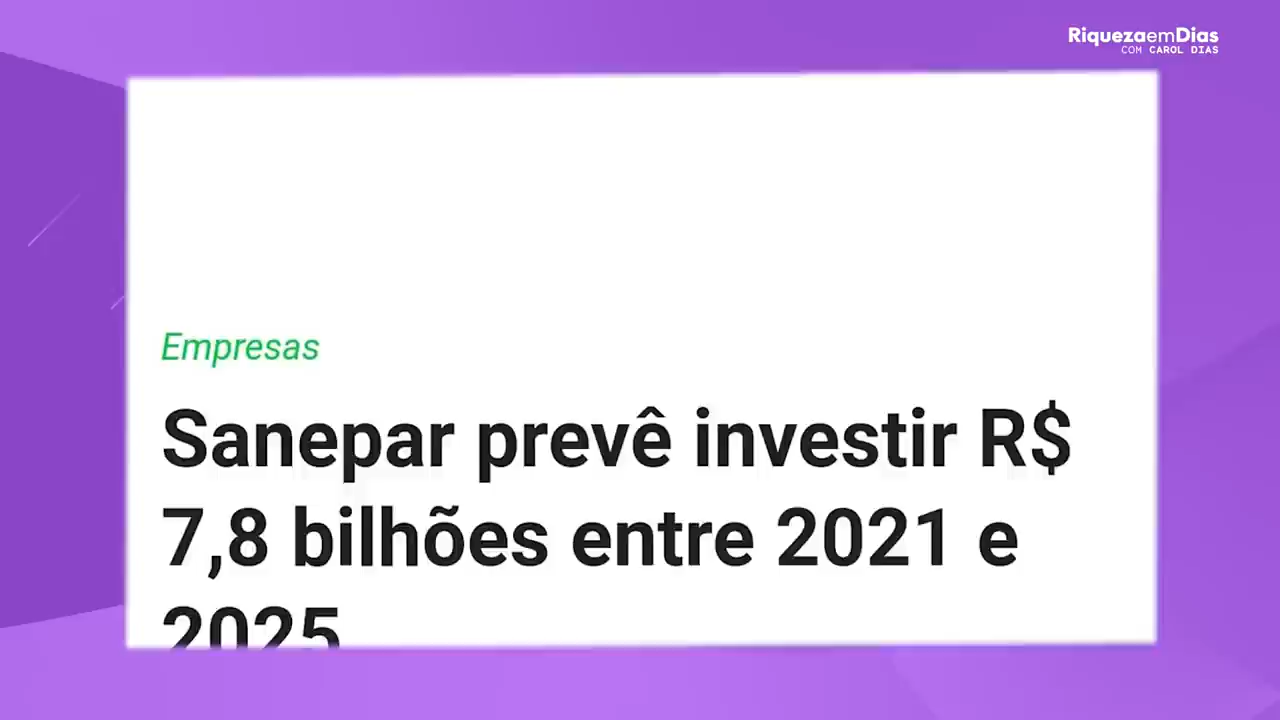 RiquezaemDias
COM CAROL DIAS
Empresas
Sanepar prevê investir R$
7,8 bilhões entre 2021 e
2025